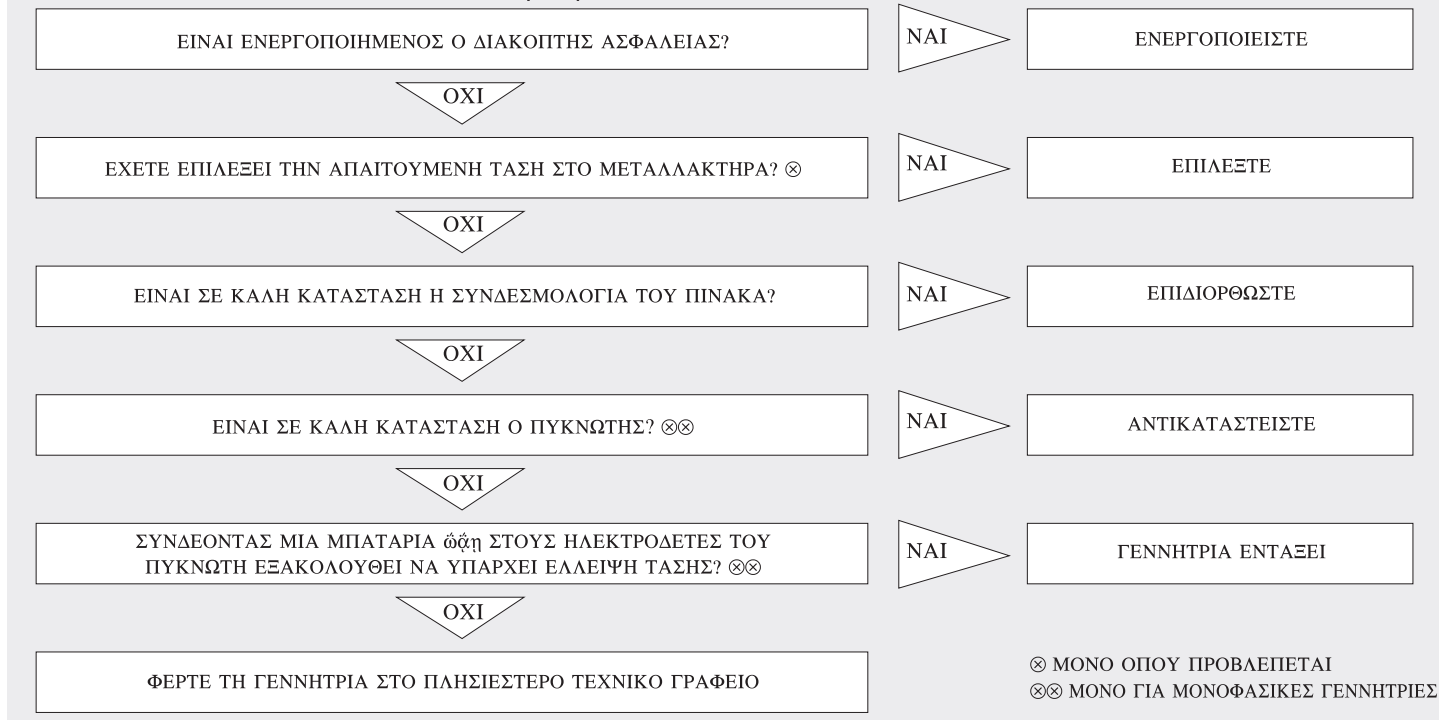 ΕΙΝΑΙ ΕΝΕΡΓΟΠΟΙΗΜΕΝΟΣ Ο ΔΙΑΚΟΠΤΗΣ ΑΣΦΑΛΕΙΑΣ?
ΝΑΙ
ΕΝΕΡΓΟΠΟΙΕΙΣΤΕ
ΟΧΙ
ΕΧΕΤΕ ΕΠΙΛΕΞΕΙ ΤΗΝ ΑΠΑΙΤΟΥΜΕΝΗ ΤΑΣΗ ΣΤΟ ΜΕΤΑΛΛΑΚΤΗΡΑ? ⊗
ΝΑΙ
ΕΠΙΛΕΞΤΕ
ΟΧΙ
ΕΙΝΑΙ ΣΕ ΚΑΛΗ ΚΑΤΑΣΤΑΣΗ Η ΣΥΝΔΕΣΜΟΛΟΓΙΑ ΤΟΥ ΠΙΝΑΚΑ?
ΝΑΙ
ΕΠΙΔΙΟΡΘΩΣΤΕ
ΟΧΙ
ΕΙΝΑΙ ΣΕ ΚΑΛΗ ΚΑΤΑΣΤΑΣΗ Ο ΠΥΚΝΩΤΗΣ? ⊗⊗
ΝΑΙ
ΑΝΤΙΚΑΤΑΣΤΕΙΣΤΕ
ΟΧΙ
ΣΥΝΔΕΟΝΤΑΣ ΜΙΑ ΜΠΑΤΑΡΙΑ ΣΤΟΥΣ ΗΛΕΚΤΡΟΔΕΤΕΣ ΤΟΥ
ΠΥΚΝΩΤΗ ΕΞΑΚΟΛΟΥΘΕΙ ΝΑ ΥΠΑΡΧΕΙ ΕΛΛΕΙΨΗ ΤΑΣΗΣ? ⊗⊗
ΝΑΙ
ΓΕΝΝΗΤΡΙΑ ΕΝΤΑΞΕΙ
ΟΧΙ
ΦΕΡΤΕ ΤΗ ΓΕΝΝΗΤΡΙΑ ΣΤΟ ΠΛΗΣΙΕΣΤΕΡΟ ΤΕΧΝΙΚΟ ΓΡΑΦΕΙΟ
⊗ ΜΟΝΟ ΟΠΟΥ ΠΡΟΒΛΕΠΕΤΑΙ
⊗⊗ ΜΟΝΟ ΓΙΑ ΜΟΝΟΦΑΣΙΚΕΣ ΓΕΝΝΗΤΡΙΕΣ